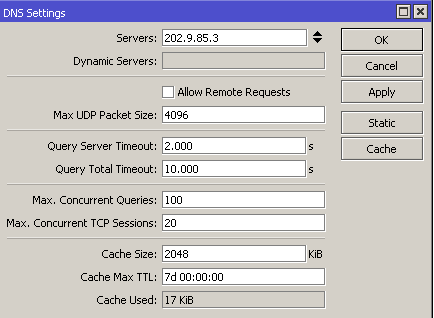 DNS Settings
Servers: 202.9.85.3
OK
Dynamic Servers:
Cancel
Allow Remote Requests
Apply
Max UDP Packet Size: 4096
Static
Query Server Timeout: 2.000 s
Cache
Query Total Timeout: 10.000 s
Max. Concurrent Queries: 100
Max. Concurrent TCP Sessions: 20
Cache Size: 2048 KiB
Cache Max TTL: 7d 00:00:00
Cache Used: 17 KiB